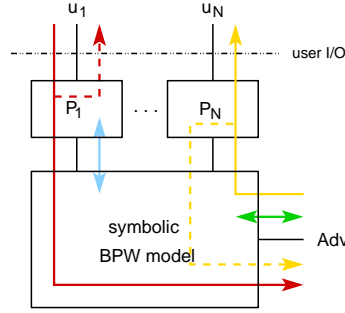 u1 uN
user I/O
P1 . . . PN
symbolic
BPW model
Adv